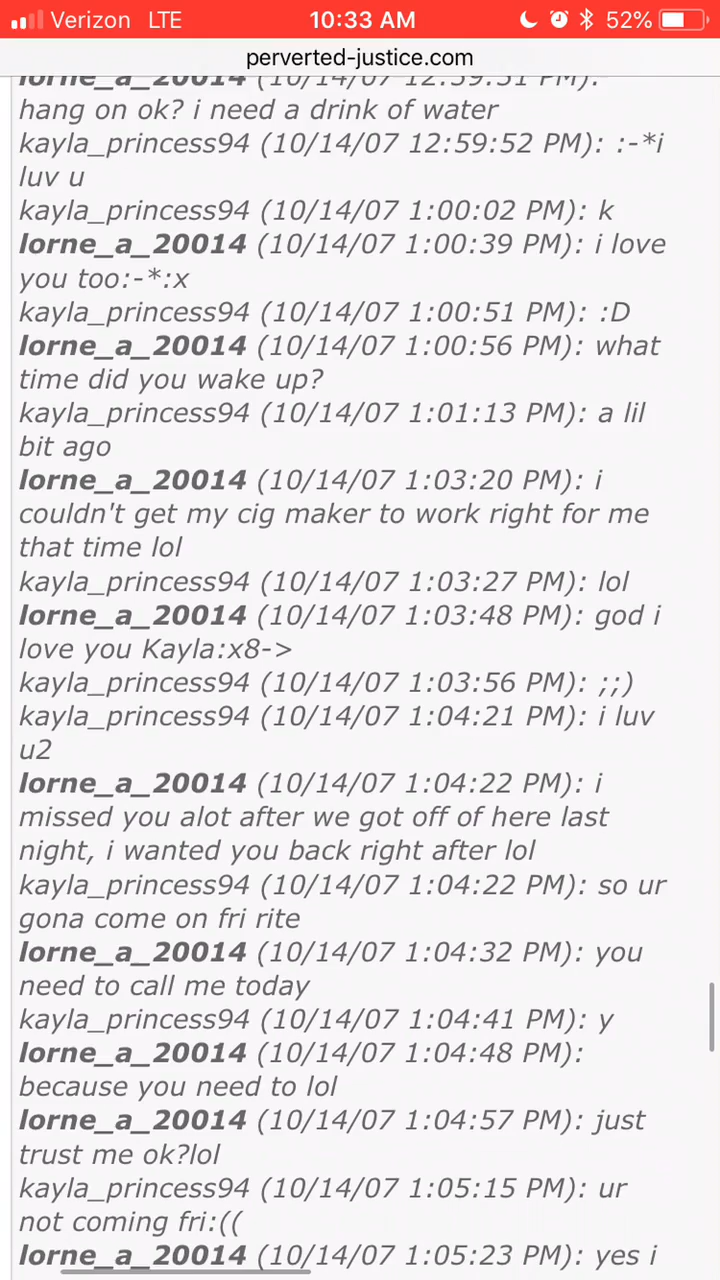 Verizon LTE 10:33 AM 52%
perverted-justice.com
lorne_a_20014 (10/14/07 12:59:31 PM):
hang on ok? i need a drink of water
kayla_princess94 (10/14/07 12:59:52 PM): :-*i
luv u
kayla_princess94 (10/14/07 1:00:02 PM): k
lorne_a_20014 (10/14/07 1:00:39 PM): i love
you too:-*:x
kayla_princess94 (10/14/07 1:00:51 PM): :D
lorne_a_20014 (10/14/07 1:00:56 PM): what
time did you wake up?
kayla_princess94 (10/14/07 1:01:13 PM): a lil
bit ago
lorne_a_20014 (10/14/07 1:03:20 PM): i
couldn't get my cig maker to work right for me
that time lol
kayla_princess94 (10/14/07 1:03:27 PM): lol
lorne_a_20014 (10/14/07 1:03:48 PM): god i
love you Kayla:x8->
kayla_princess94 (10/14/07 1:03:56 PM): ;;)
kayla_princess94 (10/14/07 1:04:21 PM): i luv
u2
lorne_a_20014 (10/14/07 1:04:22 PM): i
missed you alot after we got off of here last
night, i wanted you back right after lol
kayla_princess94 (10/14/07 1:04:22 PM): so ur
gona come on fri rite
lorne_a_20014 (10/14/07 1:04:32 PM): you
need to call me today
kayla_princess94 (10/14/07 1:04:41 PM): y
lorne_a_20014 (10/14/07 1:04:48 PM):
because you need to lol
lorne_a_20014 (10/14/07 1:04:57 PM): just
trust me ok?lol
kayla_princess94 (10/14/07 1:05:15 PM): ur
not coming fri:((
lorne_a_20014 (10/14/07 1:05:23 PM): yes i